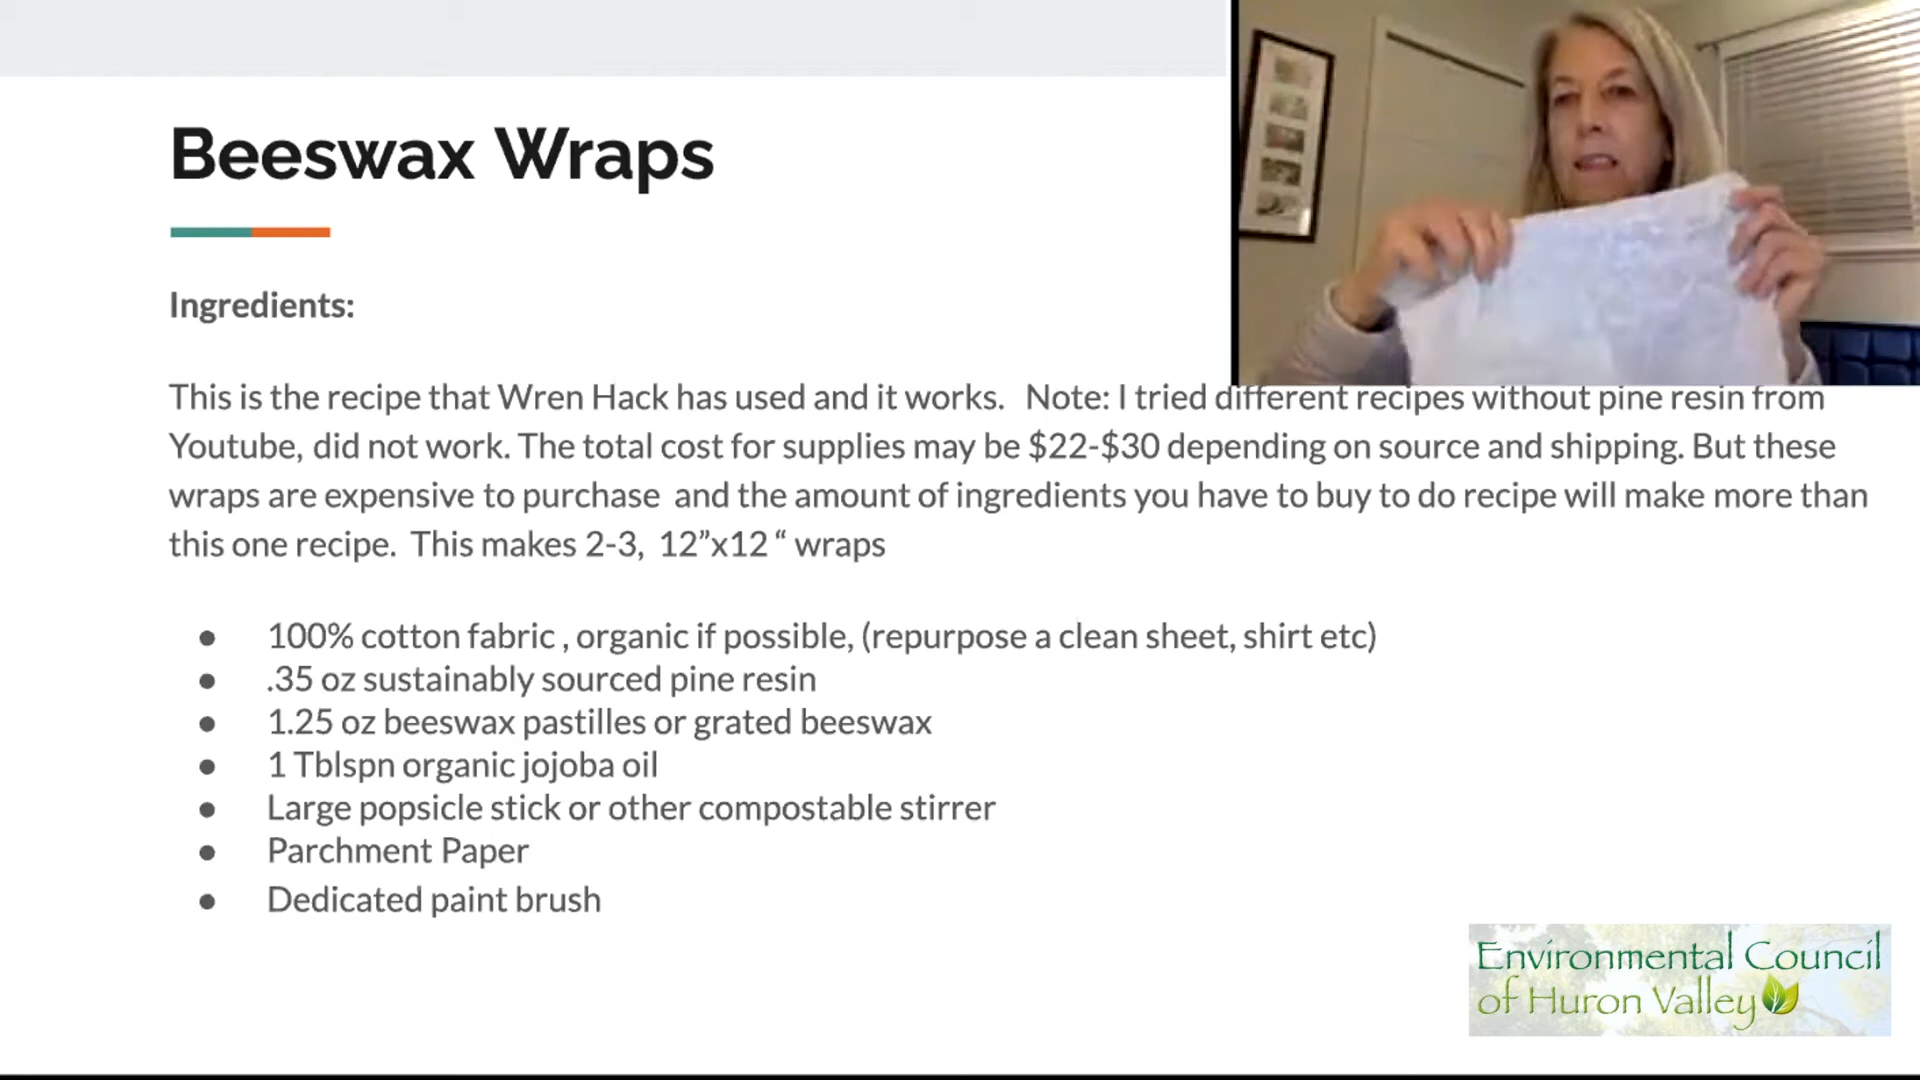 Beeswax Wraps
Ingredients:
This is the recipe that Wren Hack has used and it works. Note: I tried different recipes without pine resin from
Youtube, did not work. The total cost for supplies may be $22-$30 depending on source and shipping. But these
wraps are expensive to purchase and the amount of ingredients you have to buy to do recipe will make more than
this one recipe. This makes 2-3, 12”x12 “ wraps
● 100% cotton fabric , organic if possible, (repurpose a clean sheet, shirt etc)
● .35 oz sustainably sourced pine resin
● 1.25 oz beeswax pastilles or grated beeswax
● 1 Tblspn organic jojoba oil
● Large popsicle stick or other compostable stirrer
● Parchment Paper
● Dedicated paint brush
Environmental Council
of Huron Valley